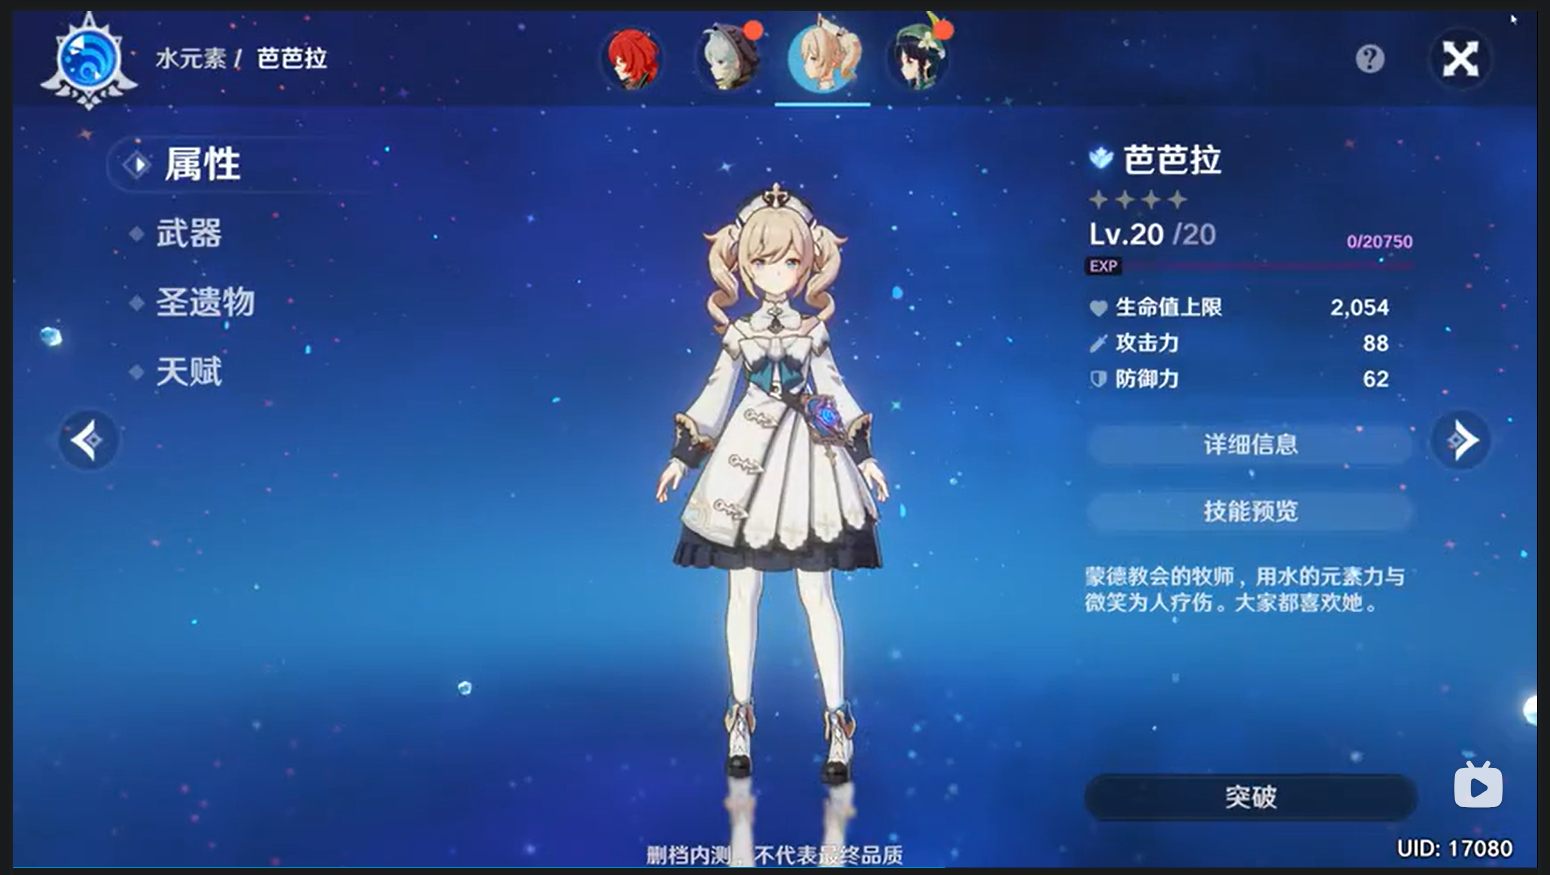 水元素 / 芭芭拉
属性
武器
圣遗物
天赋
芭芭拉
Lv.20 /20
0/20750
EXP
生命值上限 2,054
攻击力 88
防御力 62
详细信息
技能预览
蒙德教会的牧师，用水的元素力与
微笑为人疗伤。大家都喜欢她。
突破
删档内测，不代表最终品质
UID: 17080